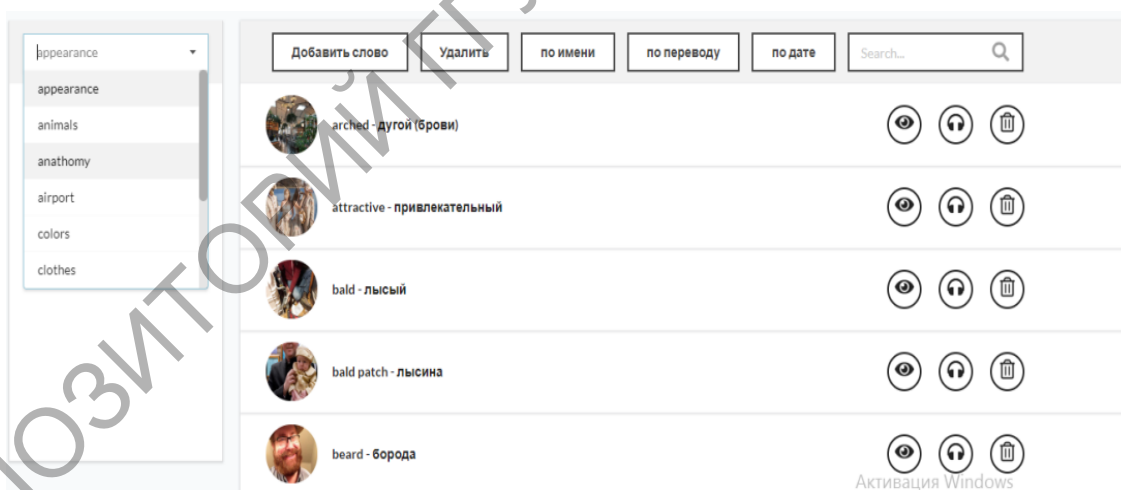 appearance
Добавить слово
Удалить
по имени
по переводу
по дате
Search...
appearance
animals
anathomy
airport
colors
clothes
arched - дугой (брови)
attractive - привлекательный
bald - лысый
bald patch - лысина
beard - борода
Активация Windows